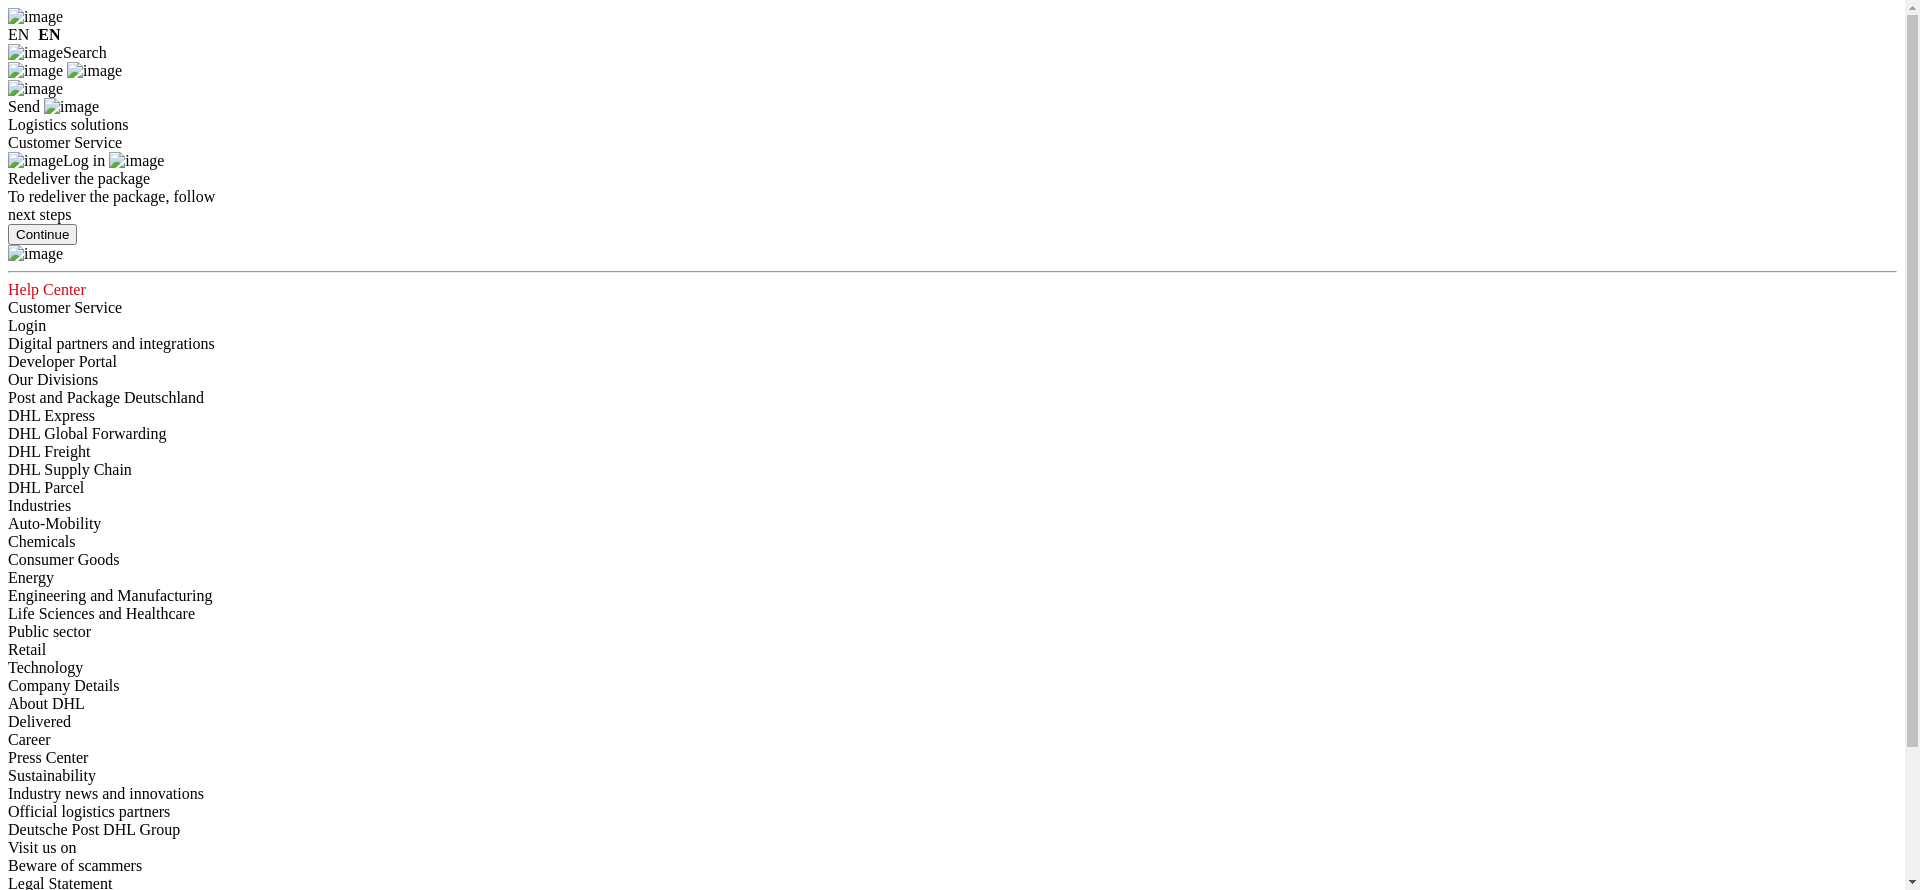 image
EN EN
imageSearch
image image
image
Send image
Logistics solutions
Customer Service
imageLog in image
Redeliver the package
To redeliver the package, follow
next steps
Continue
image
Help Center
Customer Service
Login
Digital partners and integrations
Developer Portal
Our Divisions
Post and Package Deutschland
DHL Express
DHL Global Forwarding
DHL Freight
DHL Supply Chain
DHL Parcel
Industries
Auto-Mobility
Chemicals
Consumer Goods
Energy
Engineering and Manufacturing
Life Sciences and Healthcare
Public sector
Retail
Technology
Company Details
About DHL
Delivered
Career
Press Center
Sustainability
Industry news and innovations
Official logistics partners
Deutsche Post DHL Group
Visit us on
Beware of scammers
Legal Statement